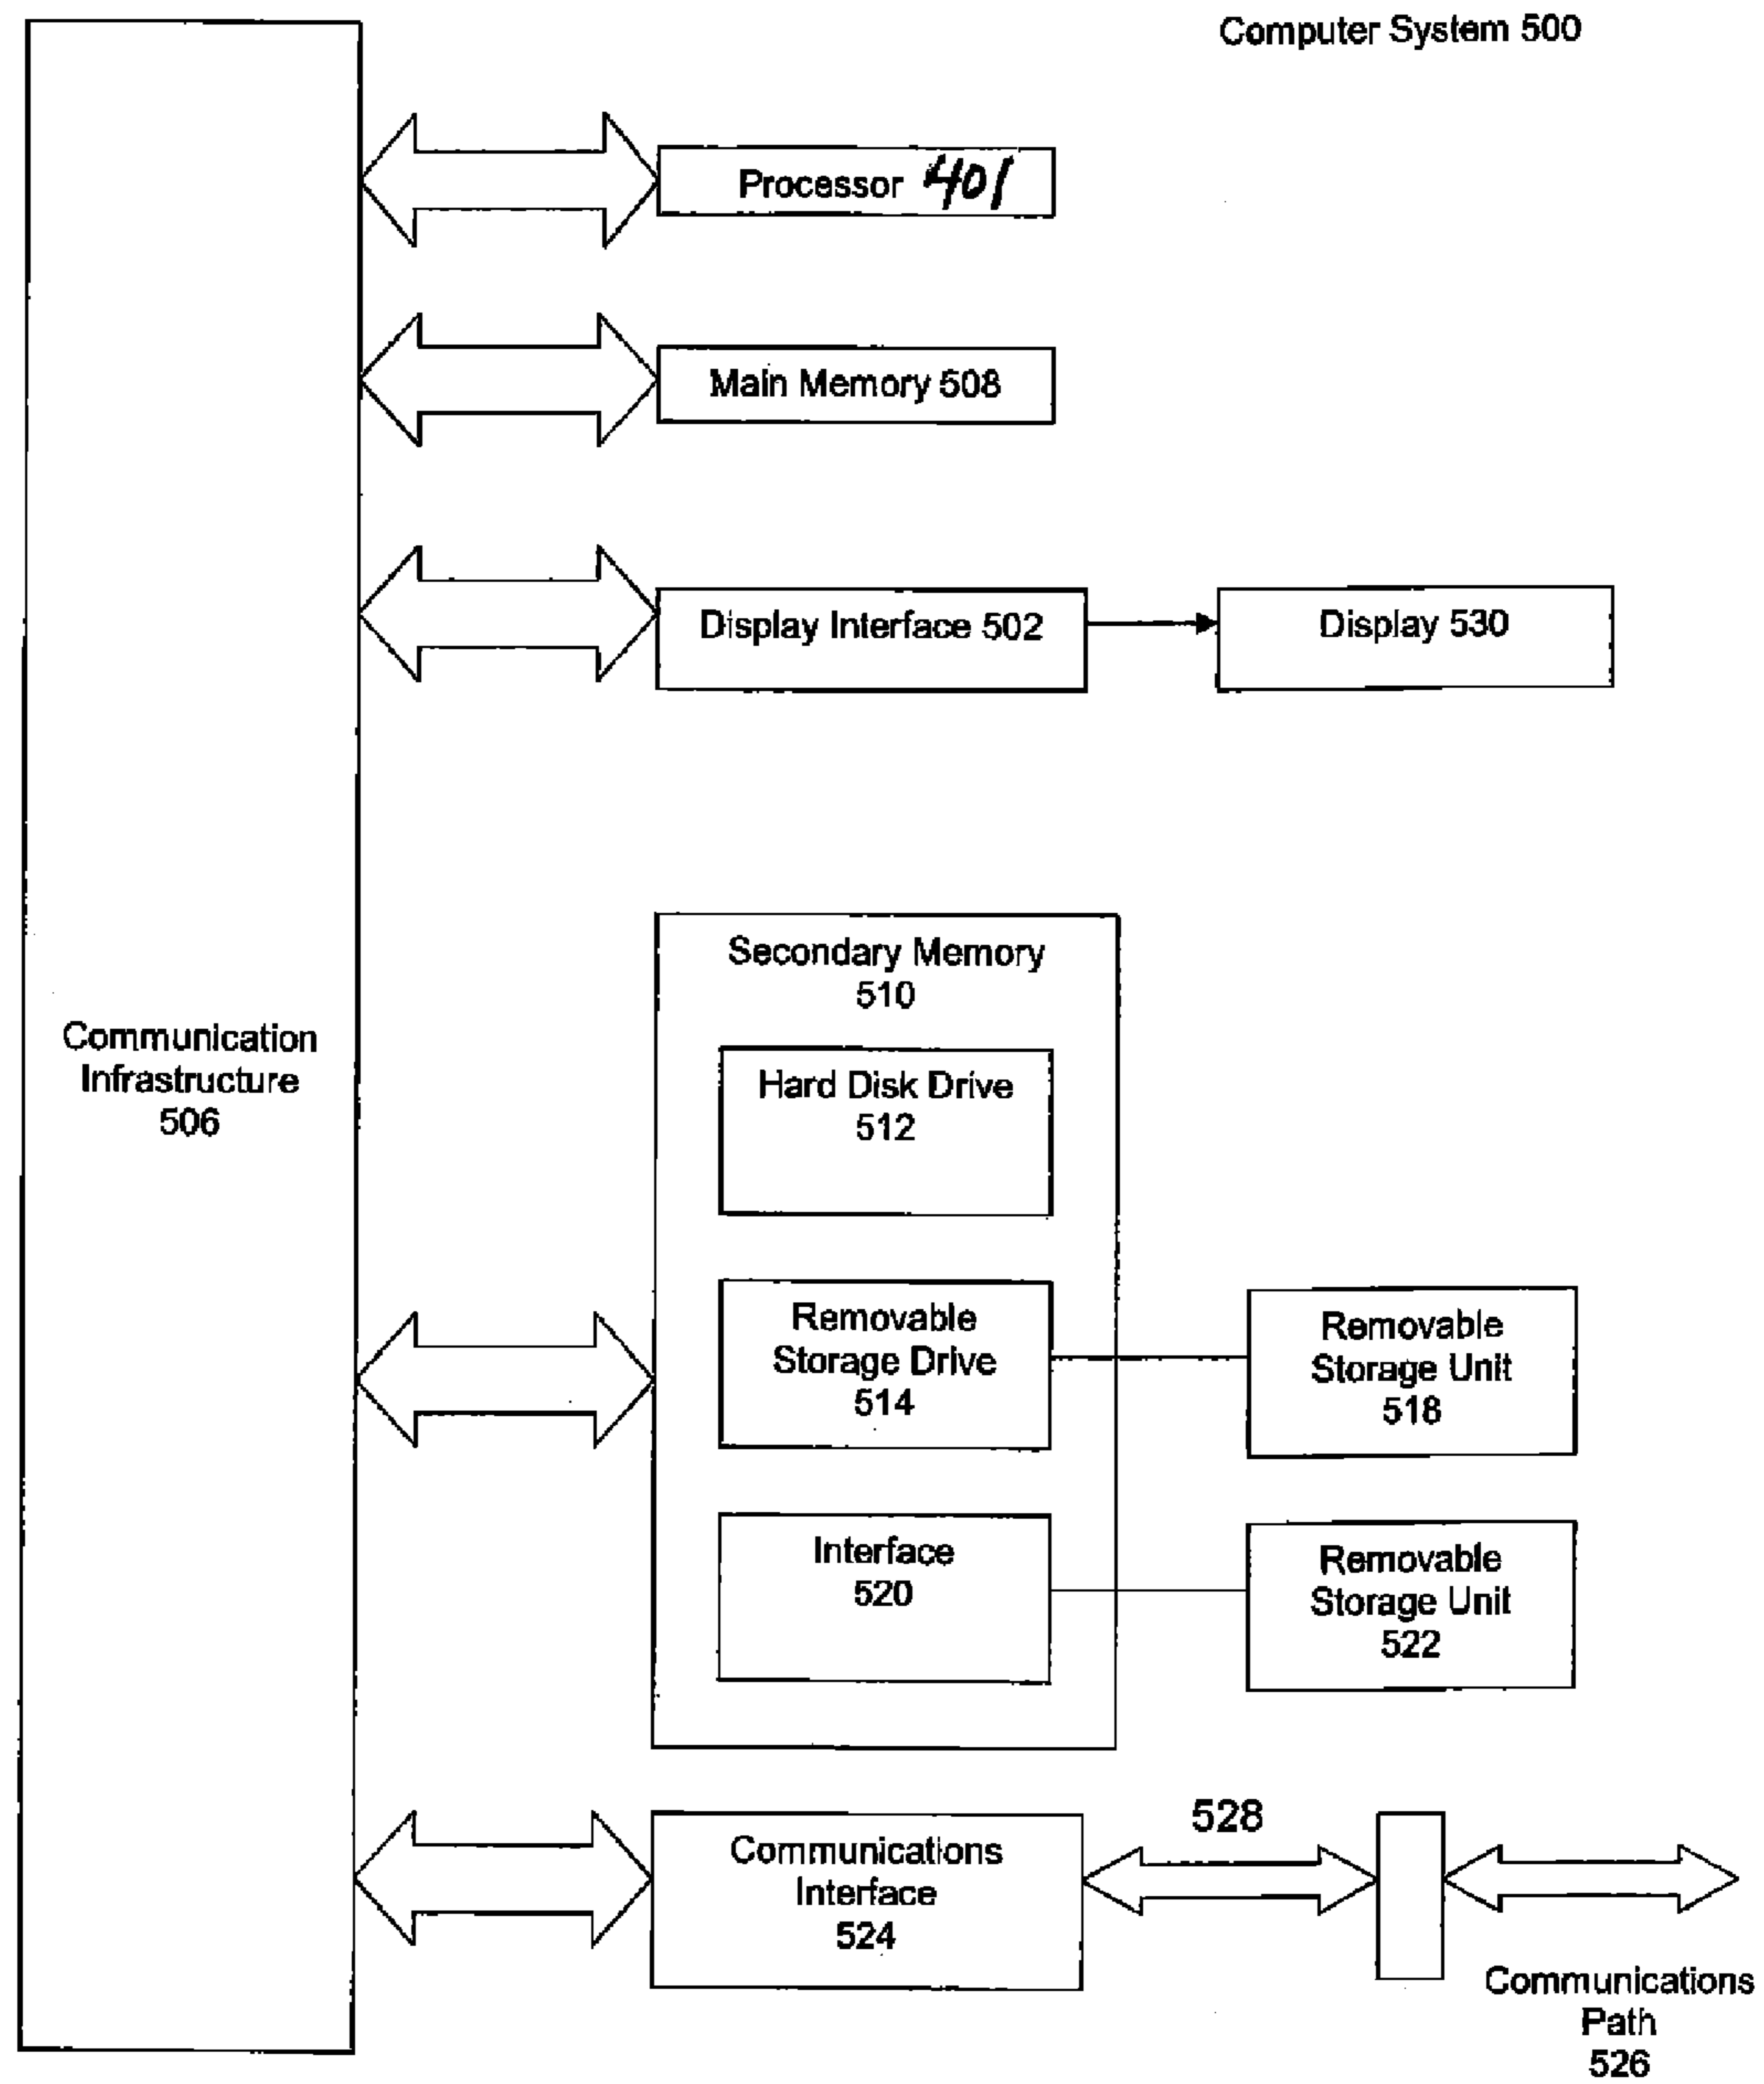 Computer System 500
Processor 401
Main Memory 508
Display Interface 502
Display 530
Secondary Memory
510
Hard Disk Drive
512
Communication
Infrastructure
506
Removable
Storage Drive
514
Removable
Storage Unit
518
Interface
520
Removable
Storage Unit
522
528
Communications
Interface
524
Communications
Path
526